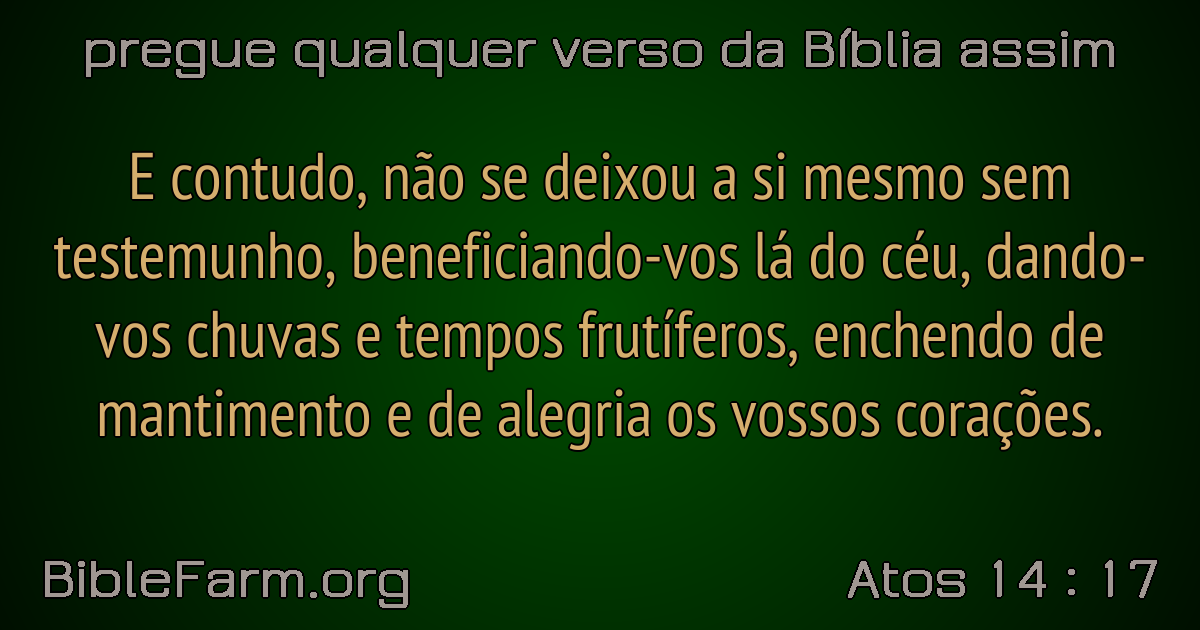 pregue qualquer verso da Bíblia assim
E contudo, não se deixou a si mesmo sem
testemunho, beneficiando-vos lá do céu, dando-
vos chuvas e tempos frutíferos, enchendo de
mantimento e de alegria os vossos corações.
BibleFarm.org
Atos 14 : 17